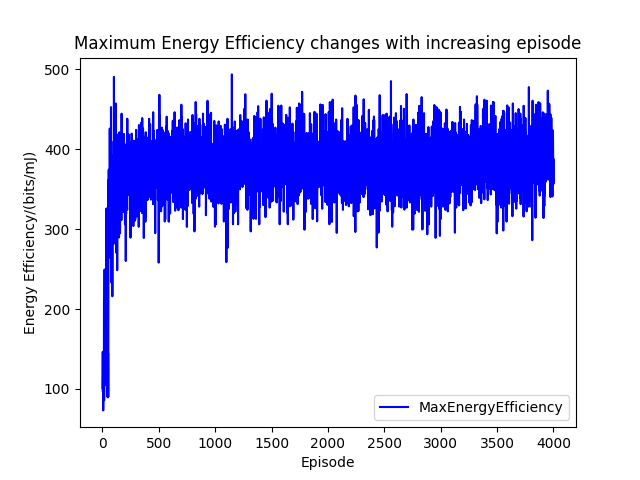 Maximum Energy Efficiency changes with increasing episode
500
400
300
200
100
Energy Efficiency/(bits/mJ)
MaxEnergyEfficiency
0 500 1000 1500 2000 2500 3000 3500 4000
Episode